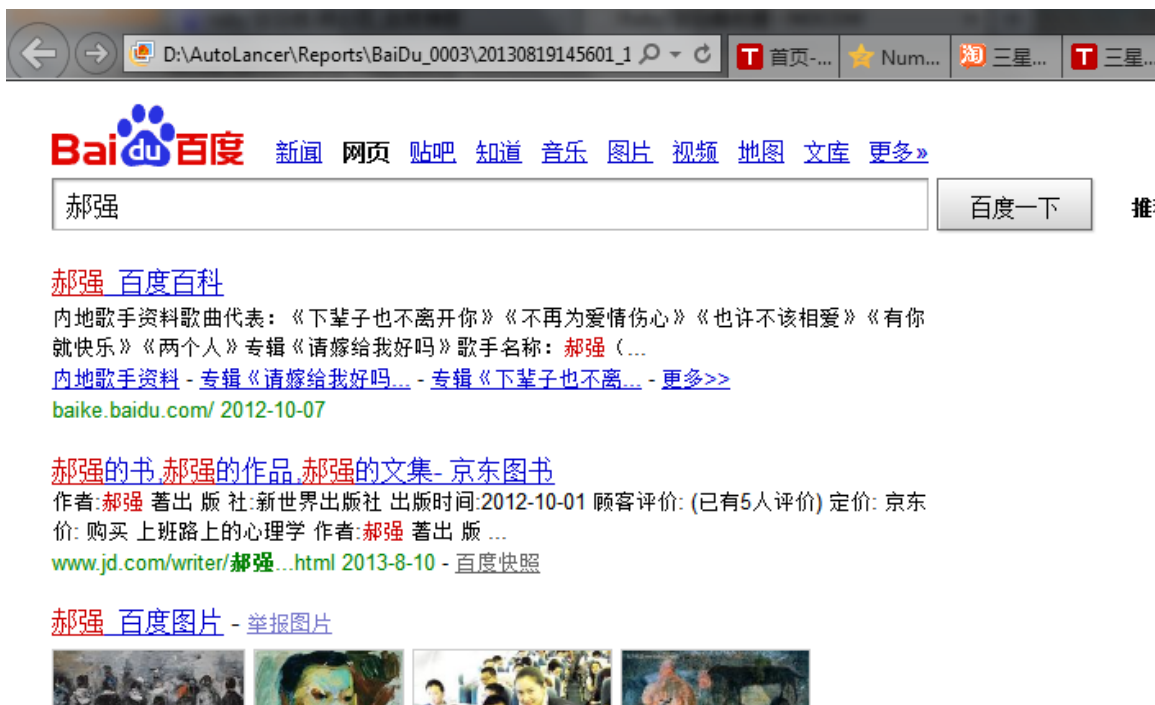 D:\AutoLancer\Reports\BaiDu_0003\20130819145601_1
首页-...
Num...
三星...
三星...
Bai du 百度
新闻 网页 贴吧 知道 音乐 图片 视频 地图 文库 更多»
郝强
百度一下
郝强_百度百科
内地歌手资料歌曲代表：《下辈子也不离开你》《不再为爱情伤心》《也许不该相爱》《有你
就快乐》《两个人》专辑《请嫁给我好吗》歌手名称：郝强（...
内地歌手资料 - 专辑《请嫁给我好吗... - 专辑《下辈子也不离... - 更多>>
baike.baidu.com/ 2012-10-07
郝强的书,郝强的作品,郝强的文集- 京东图书
作者:郝强 著出 版 社:新世界出版社 出版时间:2012-10-01 顾客评价: (已有5人评价) 定价: 京东
价: 购买 上班路上的心理学 作者:郝强 著出 版 ...
www.jd.com/writer/郝强...html 2013-8-10 - 百度快照
郝强_百度图片 - 举报图片